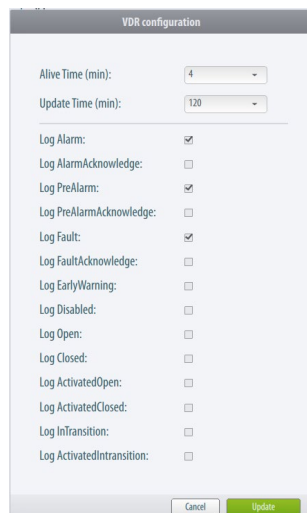 VDR configuration
Alive Time (min): 4
Update Time (min): 120
Log Alarm:
Log AlarmAcknowledge:
Log PreAlarm:
Log PreAlarmAcknowledge:
Log Fault:
Log FaultAcknowledge:
Log EarlyWarning:
Log Disabled:
Log Open:
Log Closed:
Log ActivatedOpen:
Log ActivatedClosed:
Log InTransition:
Log ActivatedIntransition:
Cancel Update